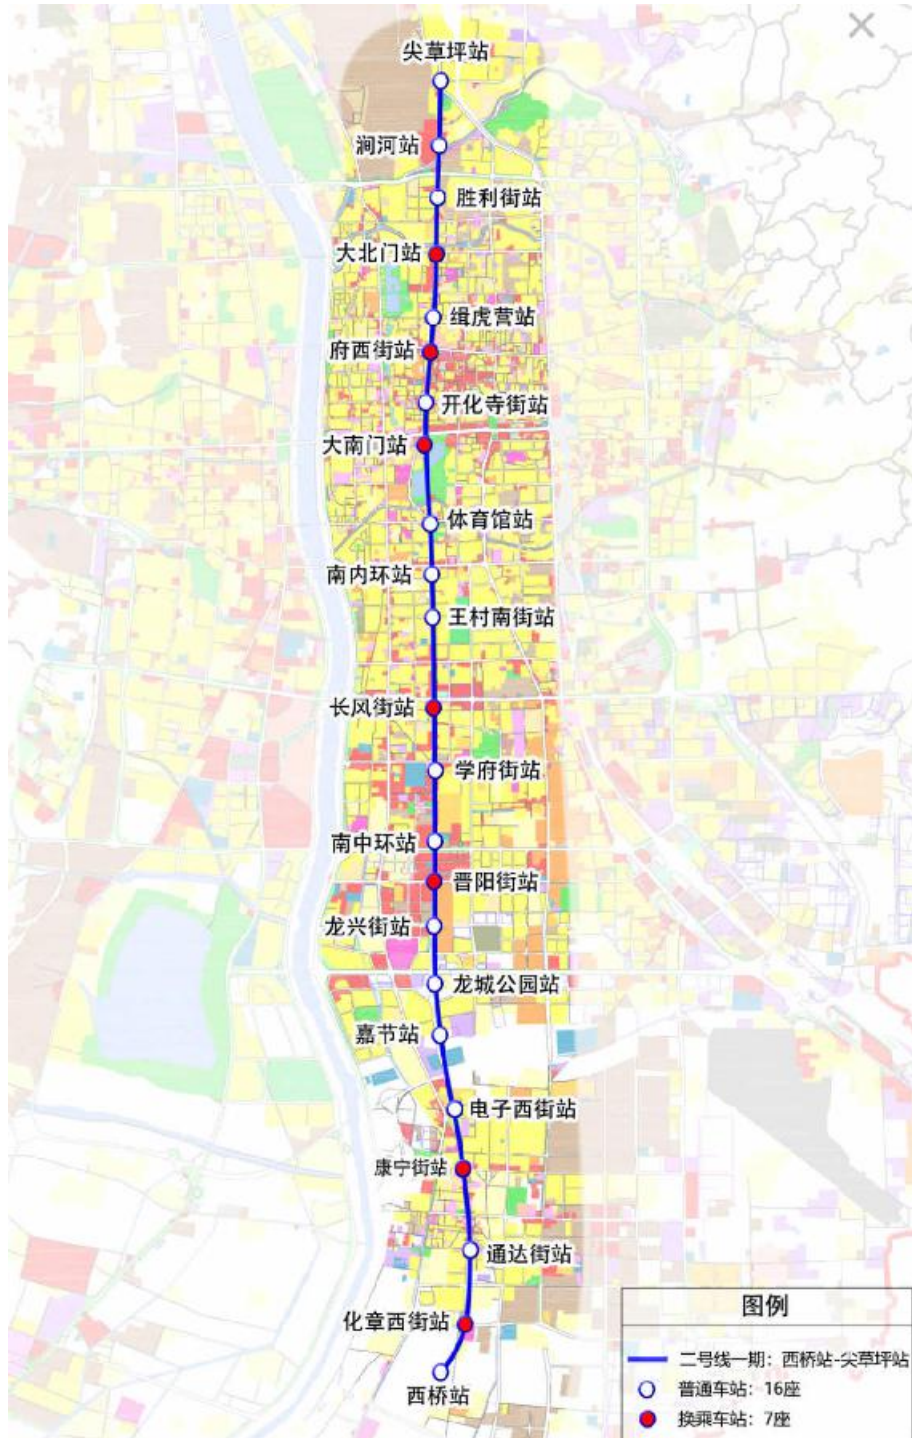 尖草坪站
涧河站
胜利街站
大北门站
缉虎营站
府西街站
开化寺街站
大南门站
体育馆站
南内环站
王村南街站
长风街站
学府街站
南中环站
晋阳街站
龙兴街站
龙城公园站
嘉节站
电子西街站
康宁街站
通达街站
化章西街站
西桥站
图例
二号线一期：西桥站-尖草坪站
普通车站：16座
换乘车站：7座